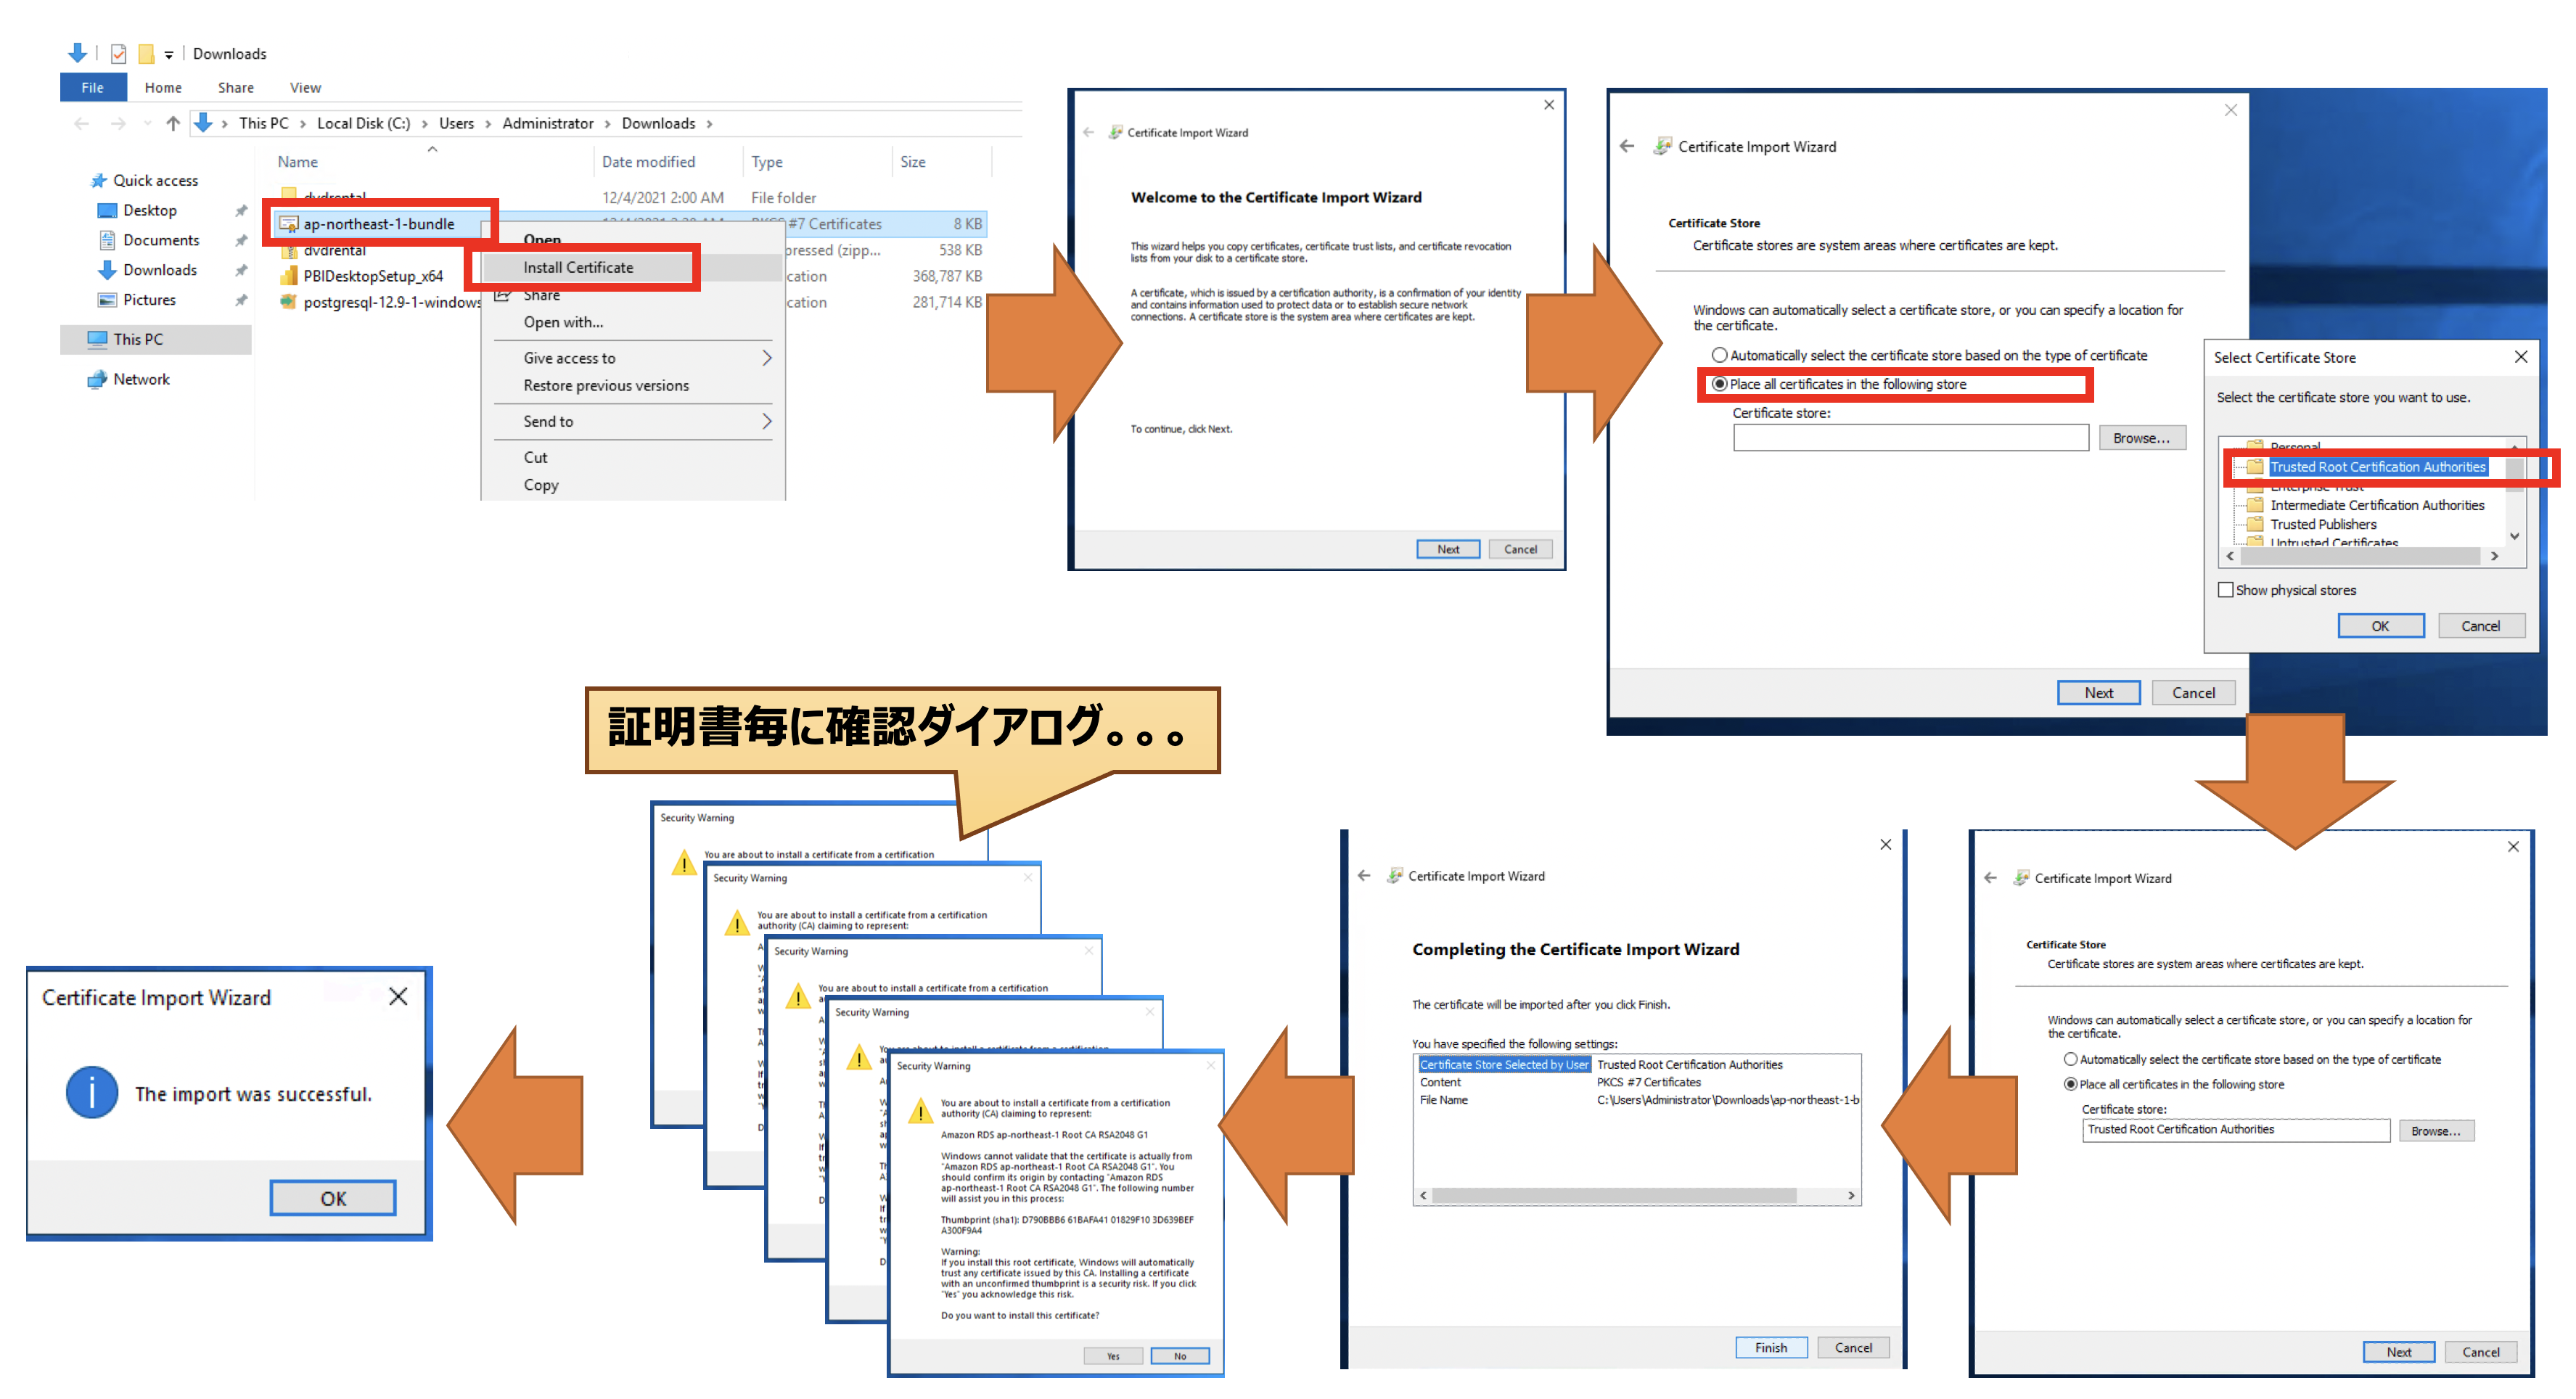 Downloads
File Home Share View
This PC > Local Disk (C:) > Users > Administrator > Downloads >
Name Date modified Type Size
Quick access
Desktop
Documents
Downloads
Pictures
This PC
Network
dvdrental 12/4/2021 2:00 AM File folder
ap-northeast-1-bundle PKCS #7 Certificates 8 KB
dvdrental pressed (zipp... 538 KB
PBIDesktopSetup_x64 cation 368,787 KB
postgresql-12.9-1-windows cation 281,714 KB
Open
Install Certificate
Share
Open with...
Give access to
Restore previous versions
Send to
Cut
Copy
Certificate Import Wizard
Welcome to the Certificate Import Wizard
This wizard helps you copy certificates, certificate trust lists, and certificate revocation
lists from your disk to a certificate store.
A certificate, which is issued by a certification authority, is a confirmation of your identity
and contains information used to protect data or to establish secure network
connections. A certificate store is the system area where certificates are kept.
To continue, click Next.
Next Cancel
Certificate Import Wizard
Certificate Store
Certificate stores are system areas where certificates are kept.
Windows can automatically select a certificate store, or you can specify a location for
the certificate.
Automatically select the certificate store based on the type of certificate
Place all certificates in the following store
Certificate store:
Browse...
Next Cancel
Select Certificate Store
Select the certificate store you want to use.
Personal
Trusted Root Certification Authorities
Enterprise Trust
Intermediate Certification Authorities
Trusted Publishers
Untrusted Certificates
Show physical stores
OK Cancel
Certificate Import Wizard
Certificate Store
Certificate stores are system areas where certificates are kept.
Windows can automatically select a certificate store, or you can specify a location for
the certificate.
Automatically select the certificate store based on the type of certificate
Place all certificates in the following store
Certificate store:
Trusted Root Certification Authorities Browse...
Next Cancel
Certificate Import Wizard
Completing the Certificate Import Wizard
The certificate will be imported after you click Finish.
You have specified the following settings:
Certificate Store Selected by User Trusted Root Certification Authorities
Content PKCS #7 Certificates
File Name C:\Users\Administrator\Downloads\ap-northeast-1-b
Finish Cancel
証明書毎に確認ダイアログ。。。
Security Warning
You are about to install a certificate from a certification
Security Warning
You are about to install a certificate from a certification
authority (CA) claiming to represent:
Security Warning
You are about to install a certificate from a certification
Security Warning
You are about to install a certificate from a certification
Security Warning
You are about to install a certificate from a certification
authority (CA) claiming to represent:
Amazon RDS ap-northeast-1 Root CA RSA2048 G1
Windows cannot validate that the certificate is actually from
"Amazon RDS ap-northeast-1 Root CA RSA2048 G1". You
should confirm its origin by contacting "Amazon RDS
ap-northeast-1 Root CA RSA2048 G1". The following number
will assist you in this process:
Thumbprint (sha1): D790BBB6 61BAFA41 01829F10 3D639BEF
A300F9A4
Warning:
If you install this root certificate, Windows will automatically
trust any certificate issued by this CA. Installing a certificate
with an unconfirmed thumbprint is a security risk. If you click
"Yes" you acknowledge this risk.
Do you want to install this certificate?
Yes No
Certificate Import Wizard
The import was successful.
OK